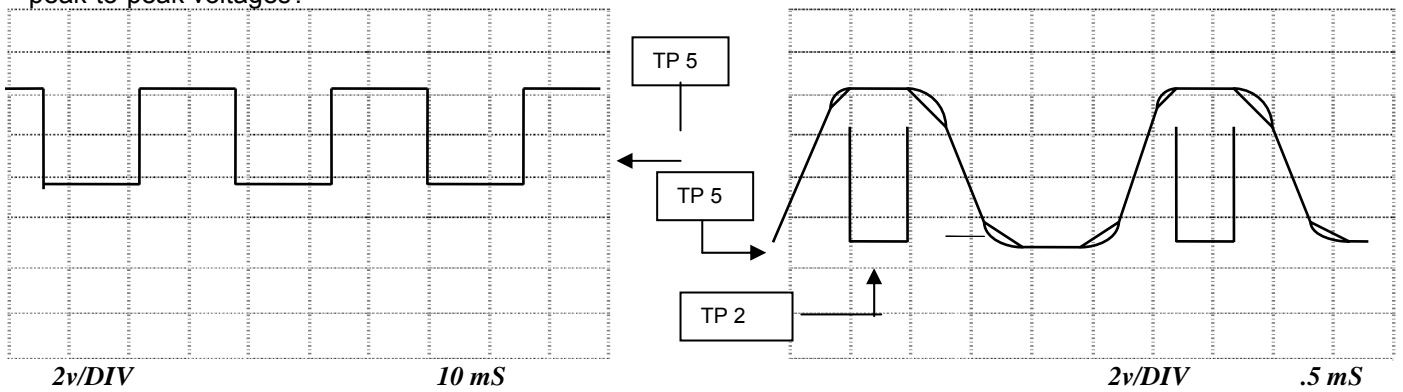 peak-to-peak voltages?
TP 5
TP 5
TP 2
2v/DIV
10 mS
2v/DIV
.5 mS